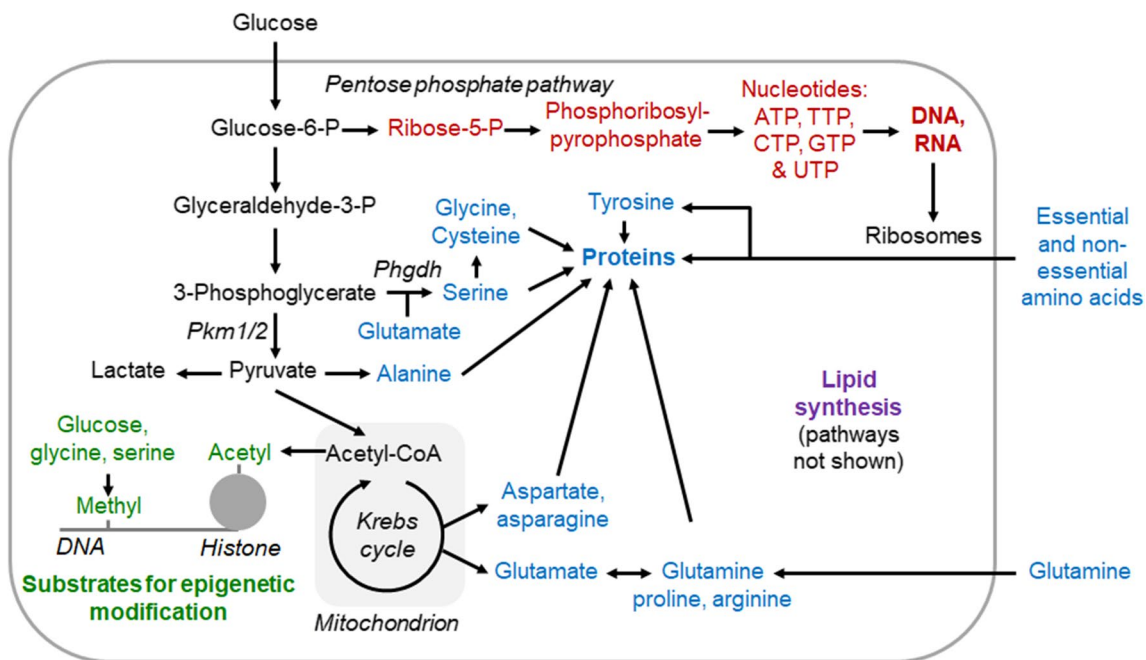 Glucose
Pentose phosphate pathway
Glucose-6-P
Ribose-5-P
Phosphoribosyl-
pyrophosphate
Nucleotides:
ATP, TTP,
CTP, GTP
& UTP
DNA,
RNA
Ribosomes
Glyceraldehyde-3-P
Glycine,
Cysteine
Tyrosine
Proteins
Essential
and non-
essential
amino acids
3-Phosphoglycerate
Phgdh
Serine
Glutamate
Pkm1/2
Lactate
Pyruvate
Alanine
Lipid
synthesis
(pathways
not shown)
Glucose,
glycine, serine
Methyl
Acetyl
Acetyl-CoA
DNA
Histone
Substrates for epigenetic
modification
Krebs
cycle
Mitochondrion
Aspartate,
asparagine
Glutamate
Glutamine
proline, arginine
Glutamine